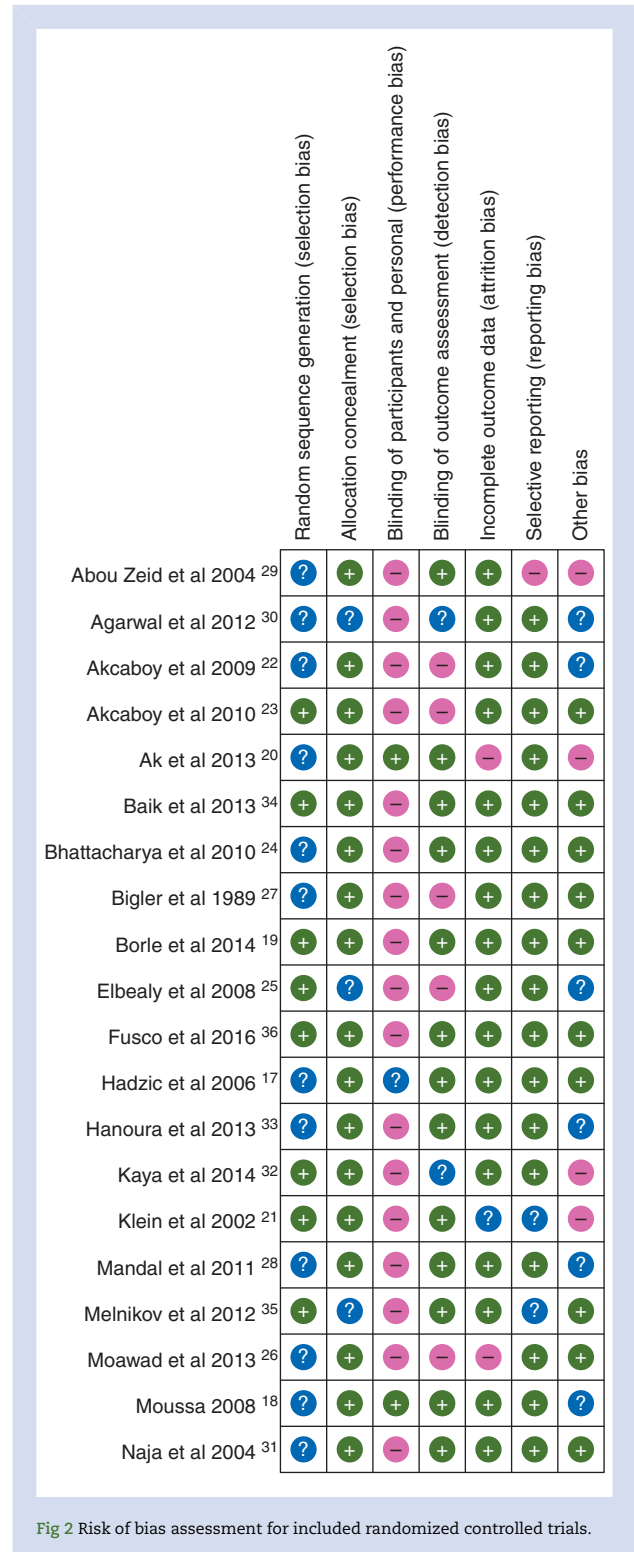 Random sequence generation (selection bias)
Allocation concealment (selection bias)
Blinding of participants and personal (performance bias)
Blinding of outcome assessment (detection bias)
Incomplete outcome data (attrition bias)
Selective reporting (reporting bias)
Other bias
Abou Zeid et al 2004 29 ? + − + + − −
Agarwal et al 2012 30 ? ? − ? + + ?
Akcaboy et al 2009 22 ? + − − + + ?
Akcaboy et al 2010 23 + + − − + + +
Ak et al 2013 20 ? + + + − + −
Baik et al 2013 34 + + − + + + +
Bhattacharya et al 2010 24 ? + − + + + +
Bigler et al 1989 27 ? + − − + + +
Borle et al 2014 19 + + − + + + +
Elbealy et al 2008 25 + ? − − + + ?
Fusco et al 2016 36 + + − + + + +
Hadzic et al 2006 17 ? + ? + + + +
Hanoura et al 2013 33 ? + − + + + ?
Kaya et al 2014 32 + + − ? + + −
Klein et al 2002 21 + + − + ? ? −
Mandal et al 2011 28 ? + − + + + ?
Melnikov et al 2012 35 + ? − + + ? +
Moawad et al 2013 26 ? + − − − + +
Moussa 2008 18 ? + + + + + ?
Naja et al 2004 31 ? + − + + + +
Fig 2 Risk of bias assessment for included randomized controlled trials.